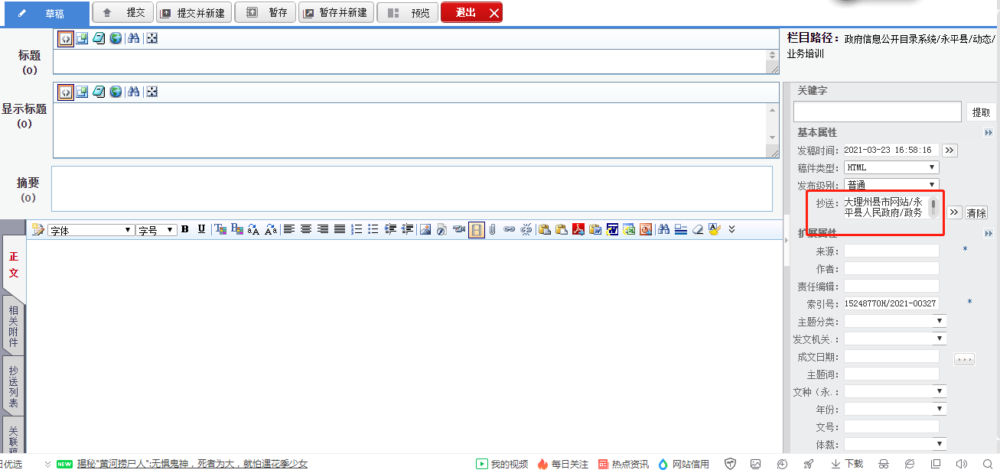 草稿
提交
提交并新建
暂存
暂存并新建
预览
退出
标题
(0)
显示标题
(0)
摘要
(0)
字体
字号
B U
正文
相关附件
抄送列表
栏目路径：政府信息公开目录系统/永平县/动态/
业务培训
关键字
提取
基本属性
发稿时间：2021-03-23 16:58:16
稿件类型：HTML
发布级别：普通
抄送：大理州县市网站/永
平县人民政府/政务
清除
扩展属性
来源： *
作者：
责任编辑：
索引号：15248770H/2021-00327 *
主题分类：
发文机关.：
成文日期：
主题词：
文种（永.：
年份：
文号：
体裁：
关联稿
日优选
NEW 揭秘"黄河捞尸人":无惧鬼神，死者为大，就怕遇花季少女
我的视频
每日关注
热点资讯
网站信用
下载